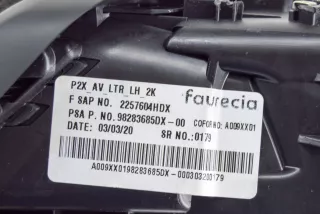 P2X_AV_LTR_LH_2K
F SAP NO. 2257604HDX
faurecia
PSA P. NO. 98283685DX-00 COFOR NO: A009XX01
DATE: 03/03/20 SR NO.: 0179
A009XX0198283685DX-000303200179